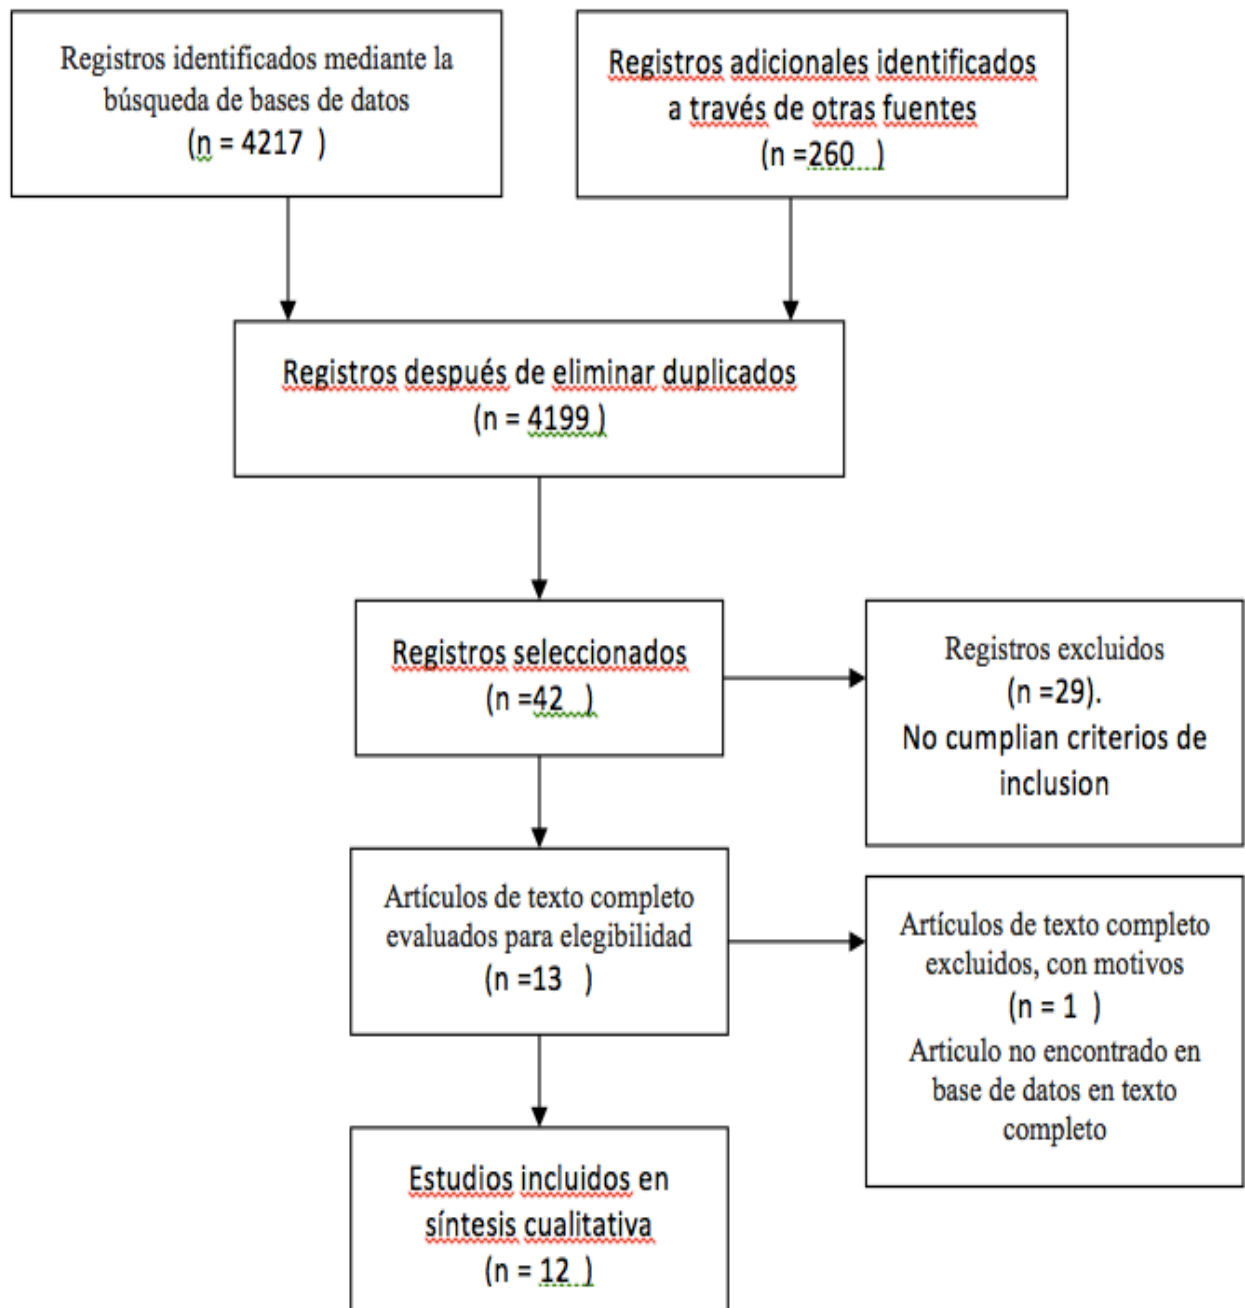 Registros identificados mediante la
búsqueda de bases de datos
(n = 4217  )
Registros adicionales identificados
a través de otras fuentes
(n =260   )
Registros después de eliminar duplicados
(n = 4199 )
Registros seleccionados
(n =42   )
Registros excluidos
(n =29).
No cumplian criterios de
inclusion
Artículos de texto completo
evaluados para elegibilidad
(n =13   )
Artículos de texto completo
excluidos, con motivos
(n = 1  )
Articulo no encontrado en
base de datos en texto
completo
Estudios incluidos en
síntesis cualitativa
(n = 12  )